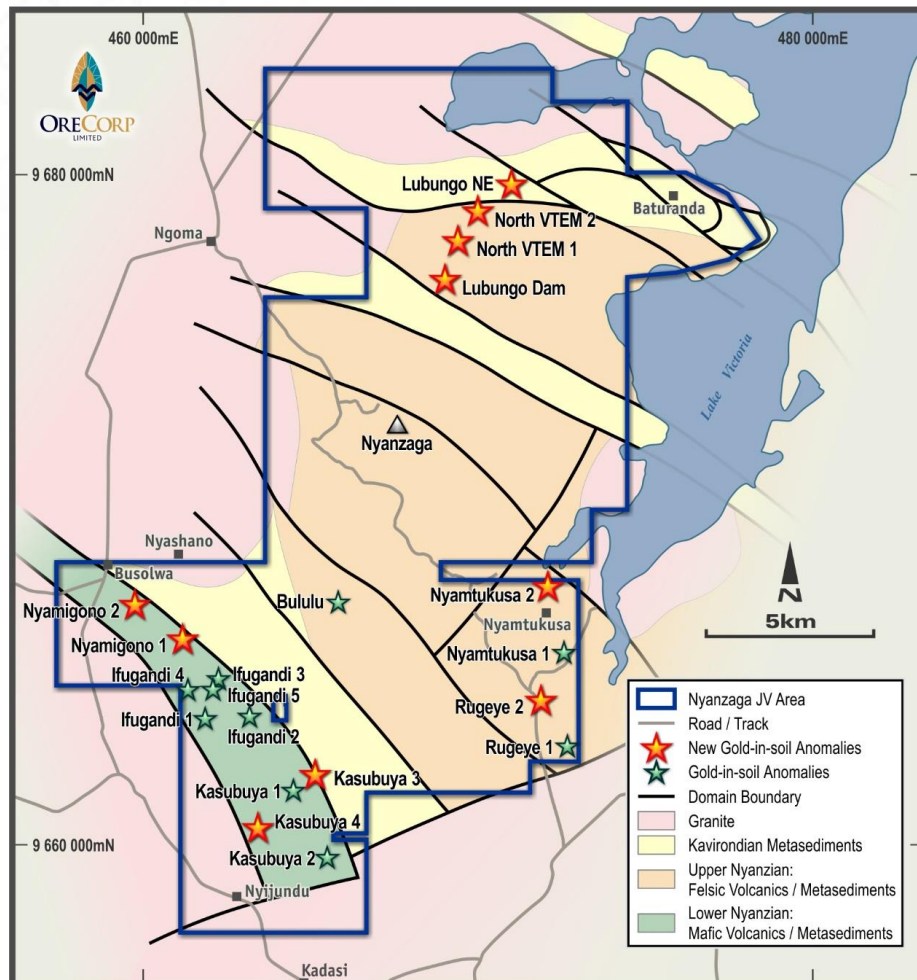 460 000mE
480 000mE
ORECORP
LIMITED
9 680 000mN
Lubungo NE
Baturanda
North VTEM 2
Ngoma
North VTEM 1
Lubungo Dam
Lake Victoria
Nyanzaga
Nyashano
Busolwa
Nyamigono 2
Bululu
Nyamtukusa 2
Nyamtukusa
N
5km
Nyamigono 1
Nyamtukusa 1
Ifugandi 4
Ifugandi 3
Ifugandi 5
Ifugandi 1
Ifugandi 2
Rugeye 2
Rugeye 1
Kasubuya 3
Kasubuya 1
Kasubuya 4
9 660 000mN
Kasubuya 2
Nyijundu
Kadasi
Nyanzaga JV Area
Road / Track
New Gold-in-soil Anomalies
Gold-in-soil Anomalies
Domain Boundary
Granite
Kavirondian Metasediments
Upper Nyanzian:
Felsic Volcanics / Metasediments
Lower Nyanzian:
Mafic Volcanics / Metasediments